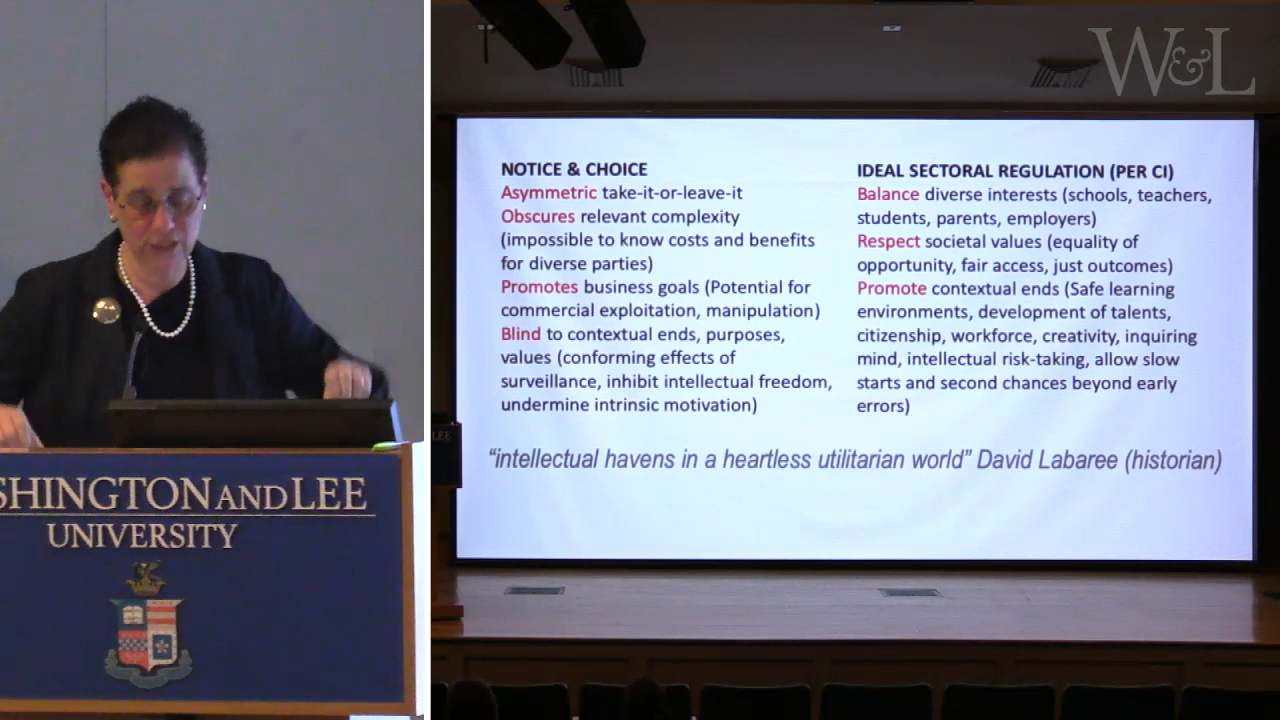 W&L
NOTICE & CHOICE
Asymmetric take-it-or-leave-it
Obscures relevant complexity
(impossible to know costs and benefits
for diverse parties)
Promotes business goals (Potential for
commercial exploitation, manipulation)
Blind to contextual ends, purposes,
values (conforming effects of
surveillance, inhibit intellectual freedom,
undermine intrinsic motivation)
IDEAL SECTORAL REGULATION (PER CI)
Balance diverse interests (schools, teachers,
students, parents, employers)
Respect societal values (equality of
opportunity, fair access, just outcomes)
Promote contextual ends (Safe learning
environments, development of talents,
citizenship, workforce, creativity, inquiring
mind, intellectual risk-taking, allow slow
starts and second chances beyond early
errors)
“intellectual havens in a heartless utilitarian world” David Labaree (historian)
LEE
SHINGTON AND LEE
UNIVERSITY